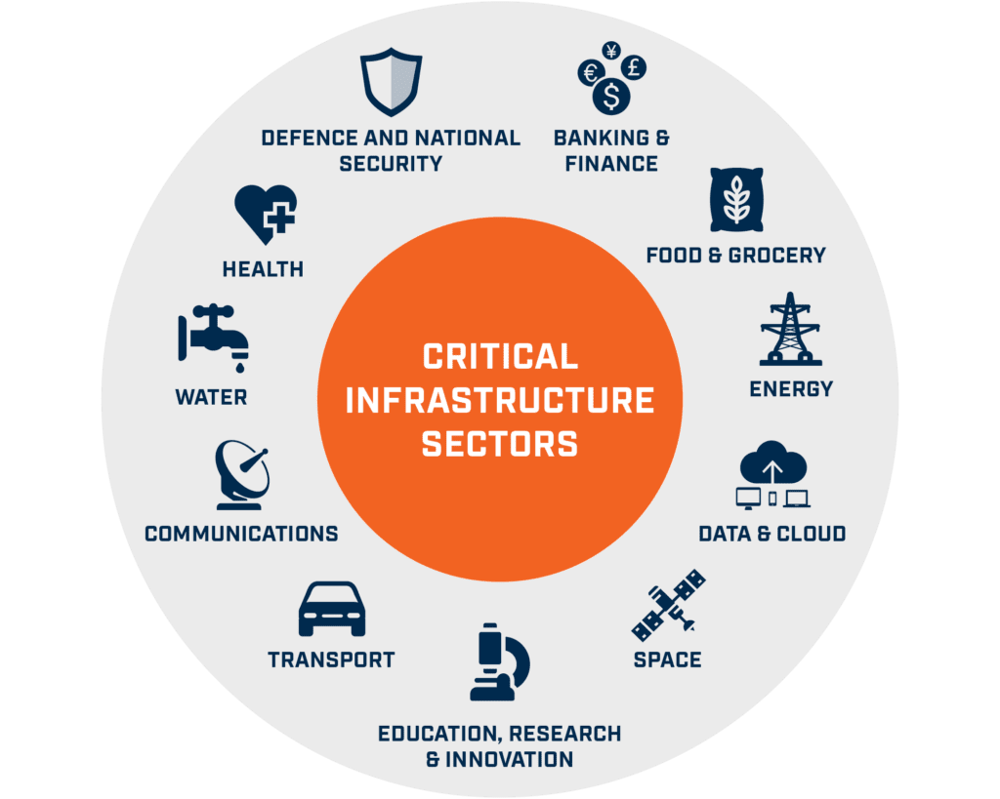 DEFENCE AND NATIONAL
SECURITY
BANKING &
FINANCE
FOOD & GROCERY
ENERGY
DATA & CLOUD
SPACE
EDUCATION, RESEARCH
& INNOVATION
TRANSPORT
COMMUNICATIONS
WATER
HEALTH
CRITICAL
INFRASTRUCTURE
SECTORS
¥
€
£
$